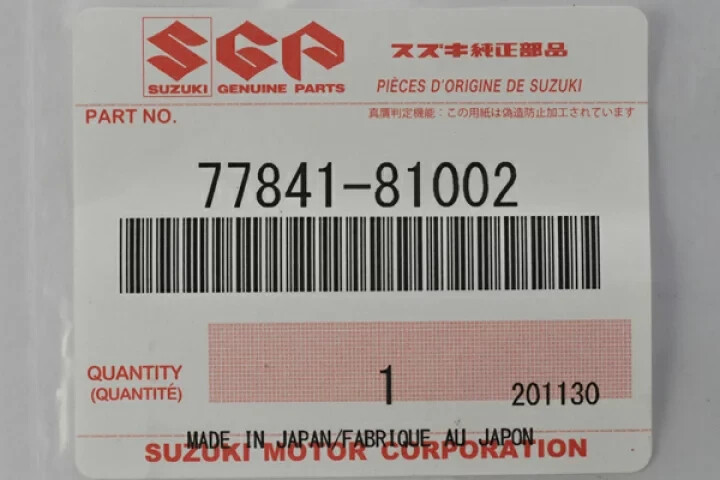 SUZUKI
SGP
GENUINE PARTS
スズキ純正部品
PIÈCES D'ORIGINE DE SUZUKI
PART NO.
真贋判定機能：この用紙は偽造防止加工されています
77841-81002
QUANTITY
(QUANTITÉ)
1
201130
MADE IN JAPAN/FABRIQUE AU JAPON
SUZUKI MOTOR CORPORATION